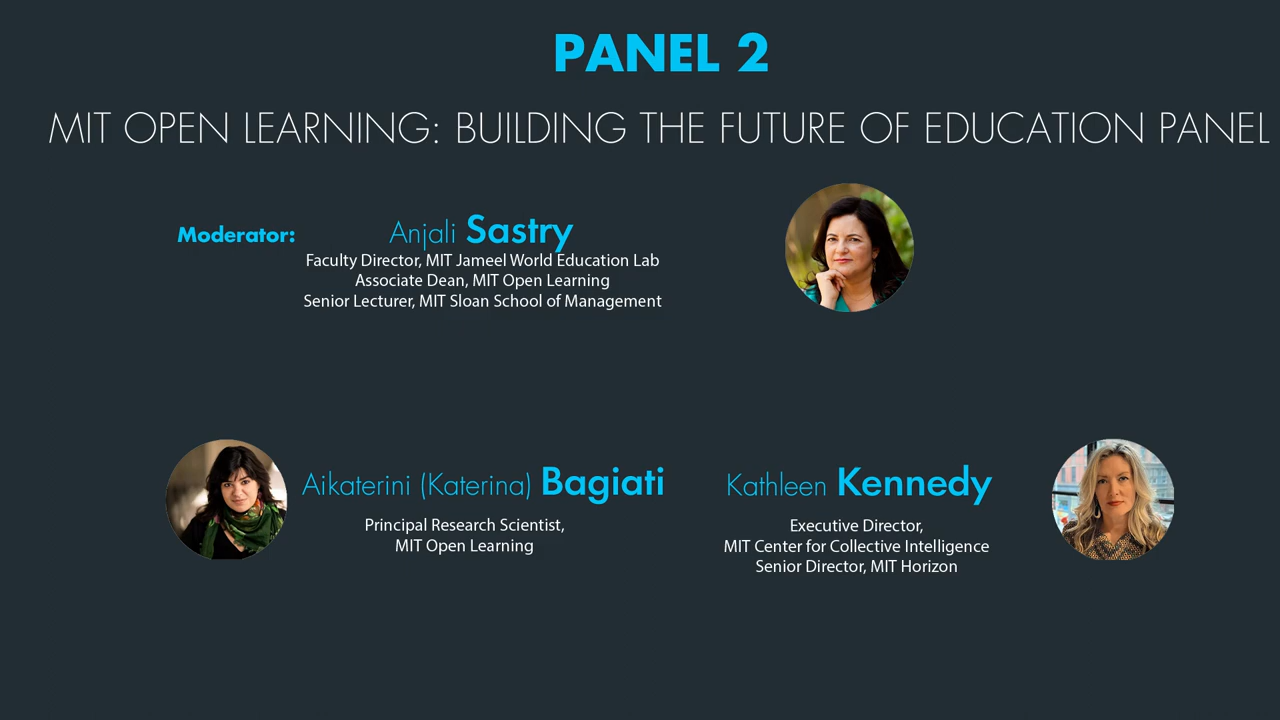 PANEL 2
MIT OPEN LEARNING: BUILDING THE FUTURE OF EDUCATION PANEL
Moderator: Anjali Sastry
Faculty Director, MIT Jameel World Education Lab
Associate Dean, MIT Open Learning
Senior Lecturer, MIT Sloan School of Management
Aikaterini (Katerina) Bagiati
Principal Research Scientist,
MIT Open Learning
Kathleen Kennedy
Executive Director,
MIT Center for Collective Intelligence
Senior Director, MIT Horizon